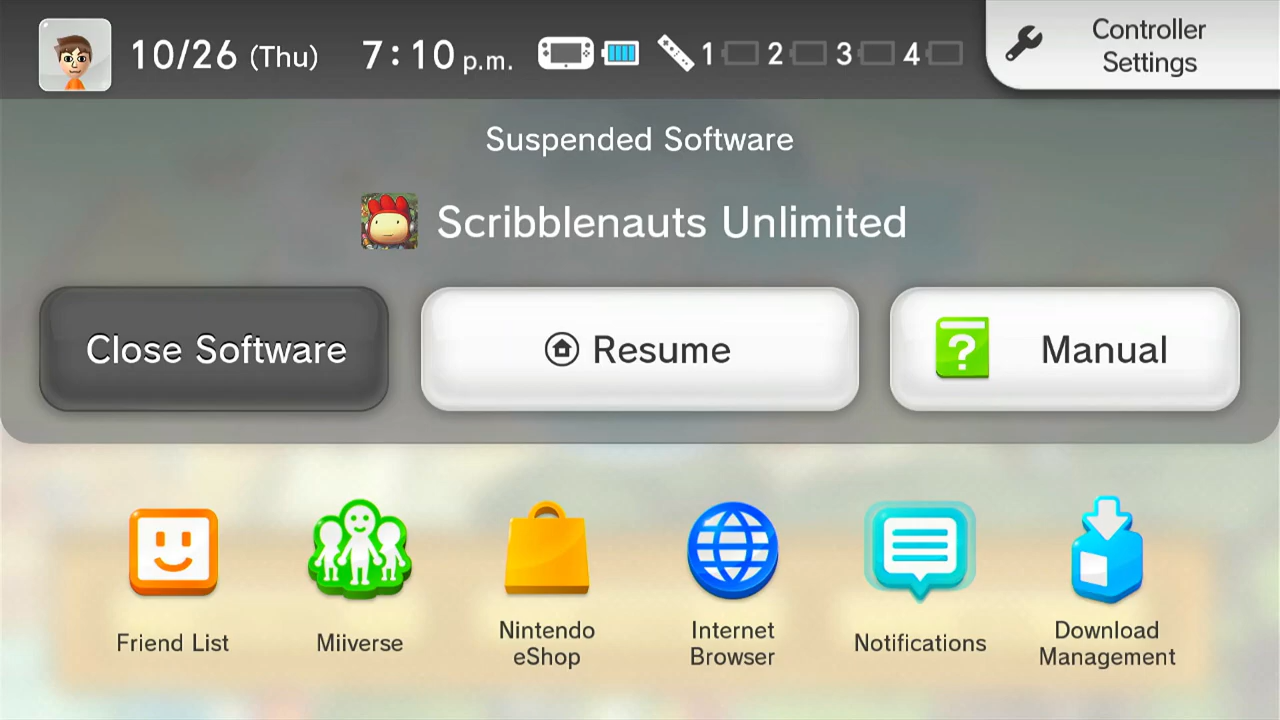 10/26 (Thu) 7:10 p.m. 1 2 3 4
Controller
Settings
Suspended Software
Scribblenauts Unlimited
Close Software
Resume
? Manual
Friend List
Miiverse
Nintendo
eShop
Internet
Browser
Notifications
Download
Management